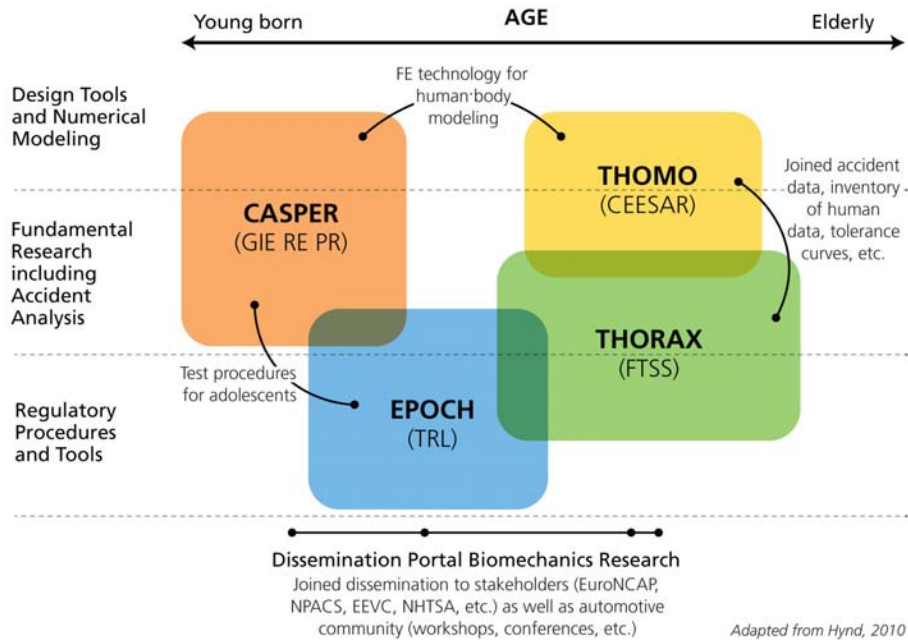 Young born
AGE
Elderly
Design Tools
and Numerical
Modeling
FE technology for
human·body
modeling
THOMO
(CEESAR)
Joined accident
data, inventory
of human
data, tolerance
curves, etc.
CASPER
(GIE RE PR)
Fundamental
Research
including
Accident
Analysis
THORAX
(FTSS)
Test procedures
for adolescents
EPOCH
(TRL)
Regulatory
Procedures
and Tools
Dissemination Portal Biomechanics Research
Joined dissemination to stakeholders (EuroNCAP,
NPACS, EEVC, NHTSA, etc.) as well as automotive
community (workshops, conferences, etc.)
Adapted from Hynd, 2010